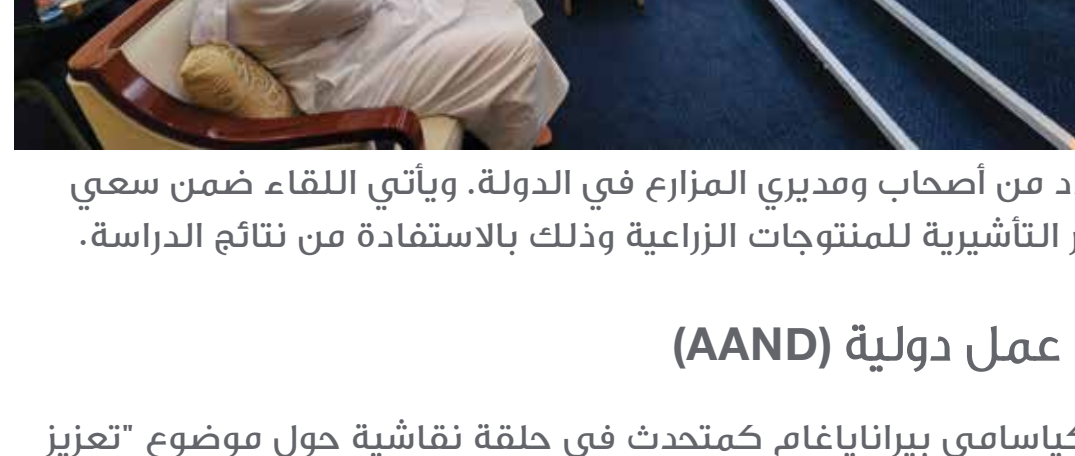 من أصحاب ومديري المزارع في الدولة. ويأتي اللقاء ضمن سعي
التأشيرية للمنتوجات الزراعية وذلك بالاستفادة من نتائج الدراسة.
عمل دولية (AAND)
بيراناياغام كمتحدث في حلقة نقاشية حول موضوع "تعزيز